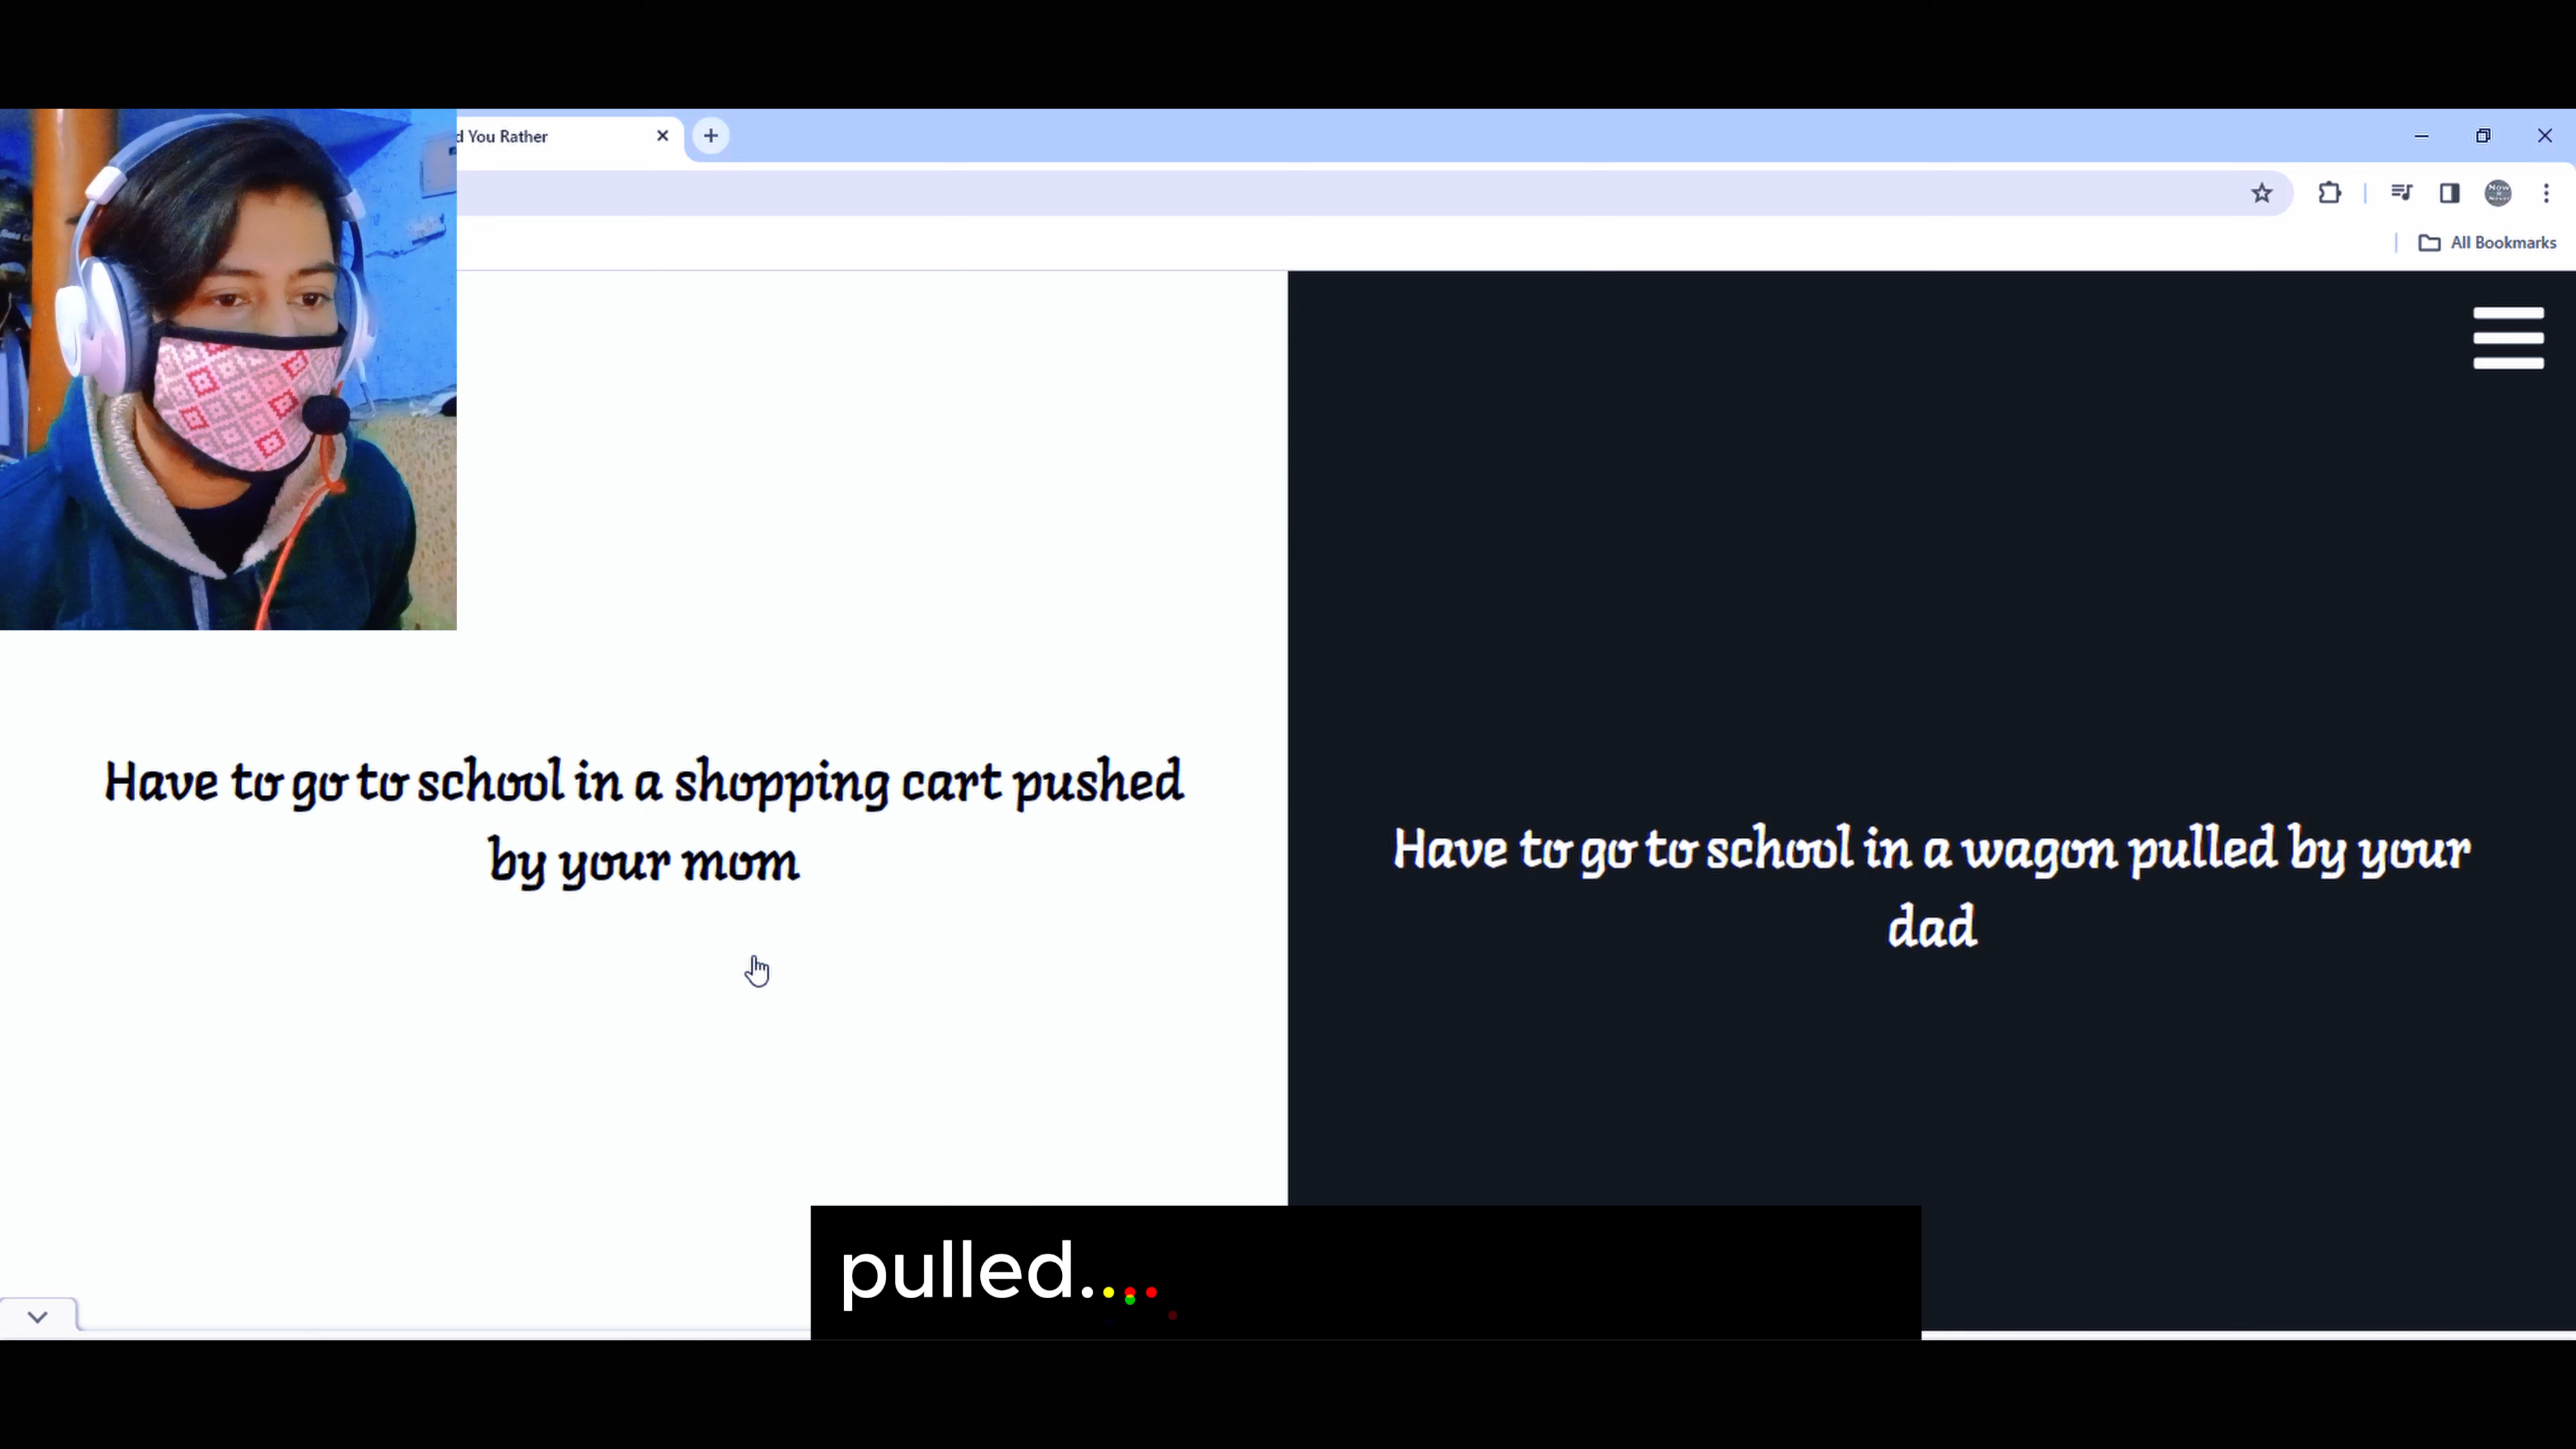 d You Rather
All Bookmarks
Have to go to school in a shopping cart pushed
by your mom
Have to go to school in a wagon pulled by your
dad
pulled....